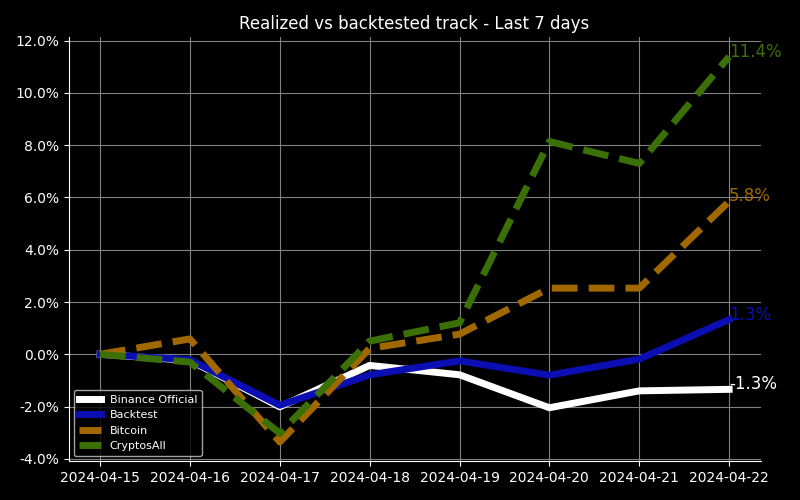 Realized vs backtested track - Last 7 days
12.0%
10.0%
8.0%
6.0%
4.0%
2.0%
0.0%
-2.0%
-4.0%
11.4%
5.8%
1.3%
-1.3%
Binance Official
Backtest
Bitcoin
CryptosAll
2024-04-15 2024-04-16 2024-04-17 2024-04-18 2024-04-19 2024-04-20 2024-04-21 2024-04-22